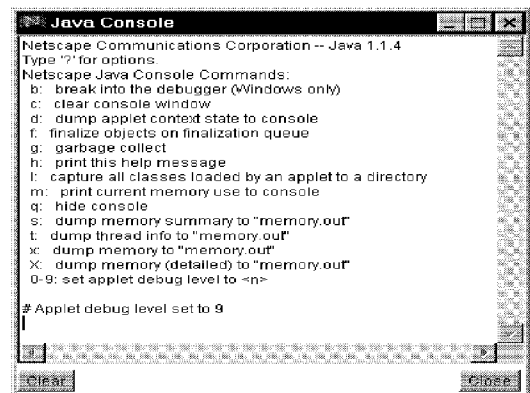 Java Console
Netscape Communications Corporation -- Java 1.1.4
Type '?' for options.
Netscape Java Console Commands:
b: break into the debugger (Windows only)
c: clear console window
d: dump applet context state to console
f: finalize objects on finalization queue
g: garbage collect
h: print this help message
l: capture all classes loaded by an applet to a directory
m: print current memory use to console
q: hide console
s: dump memory summary to "memory.out"
t: dump thread info to "memory.out"
x: dump memory to "memory.out"
X: dump memory (detailed) to "memory.out"
0-9: set applet debug level to <n>
# Applet debug level set to 9
Clear Close